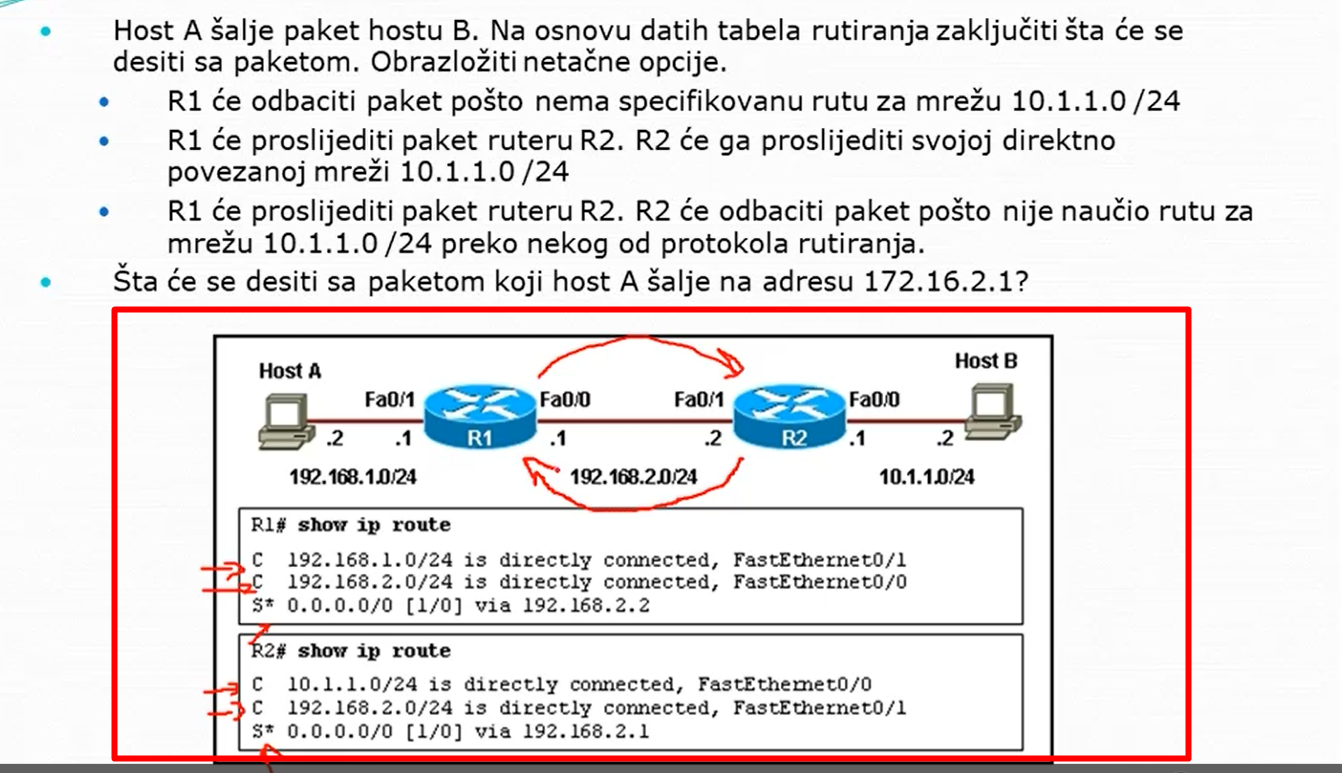 Host A šalje paket hostu B. Na osnovu datih tabela rutiranja zaključiti šta će se
desiti sa paketom. Obrazložiti netačne opcije.
R1 će odbaciti paket pošto nema specifikovanu rutu za mrežu 10.1.1.0 /24
R1 će proslijediti paket ruteru R2. R2 će ga proslijediti svojoj direktno
povezanoj mreži 10.1.1.0 /24
R1 će proslijediti paket ruteru R2. R2 će odbaciti paket pošto nije naučio rutu za
mrežu 10.1.1.0 /24 preko nekog od protokola rutiranja.
Šta će se desiti sa paketom koji host A šalje na adresu 172.16.2.1?
Host A
Host B
Fa0/1
Fa0/0
Fa0/1
Fa0/0
R1
R2
.2
.1
.1
.2
.1
.2
192.168.1.0/24
192.168.2.0/24
10.1.1.0/24
R1# show ip route
C 192.168.1.0/24 is directly connected, FastEthernet0/1
C 192.168.2.0/24 is directly connected, FastEthernet0/0
S* 0.0.0.0/0 [1/0] via 192.168.2.2
R2# show ip route
C 10.1.1.0/24 is directly connected, FastEthernet0/0
C 192.168.2.0/24 is directly connected, FastEthernet0/1
S* 0.0.0.0/0 [1/0] via 192.168.2.1